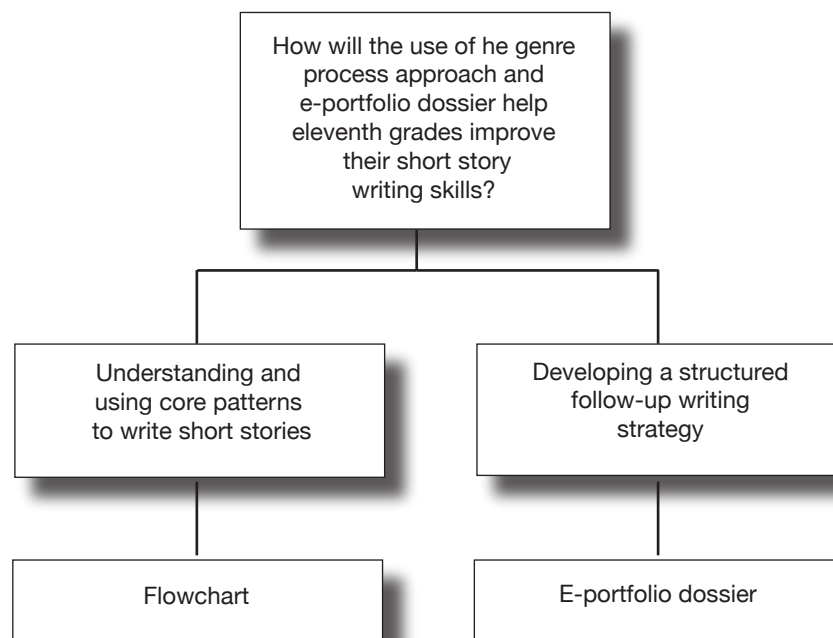 How will the use of he genre
process approach and
e-portfolio dossier help
eleventh grades improve
their short story
writing skills?
Understanding and
using core patterns
to write short stories
Developing a structured
follow-up writing
strategy
Flowchart
E-portfolio dossier